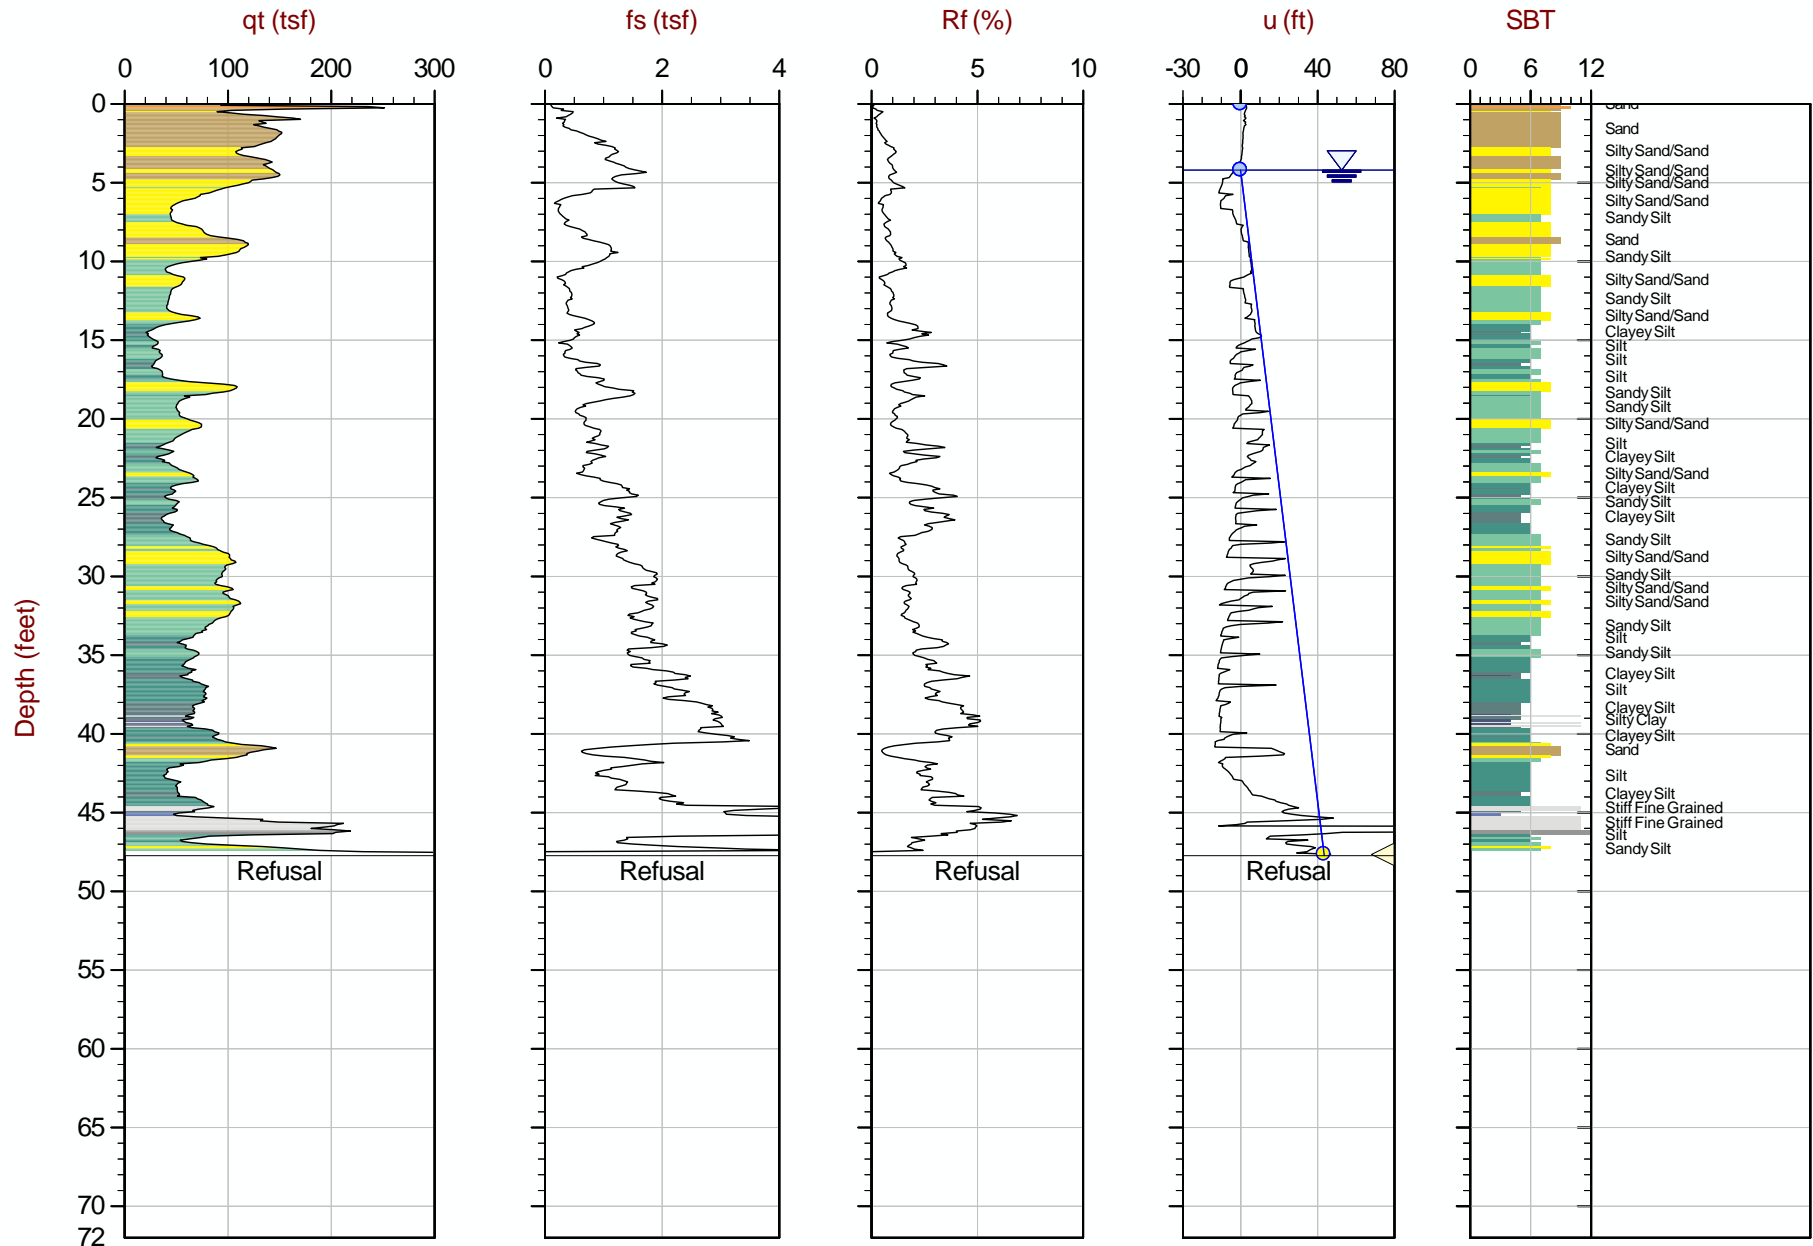 qt (tsf) fs (tsf) Rf (%) u (ft) SBT
0 100 200 300 0 2 4 0 5 10 -30 0 40 80 0 6 12
0
5
10
15
20
25
30
35
40
45
50
55
60
65
70
72
Depth (feet)
Sand
Sand
Silty Sand/Sand
Silty Sand/Sand
Silty Sand/Sand
Silty Sand/Sand
Sandy Silt
Sand
Sandy Silt
Silty Sand/Sand
Sandy Silt
Silty Sand/Sand
Clayey Silt
Silt
Silt
Silt
Sandy Silt
Sandy Silt
Silty Sand/Sand
Silt
Clayey Silt
Silty Sand/Sand
Clayey Silt
Sandy Silt
Clayey Silt
Sandy Silt
Silty Sand/Sand
Sandy Silt
Silty Sand/Sand
Silty Sand/Sand
Sandy Silt
Silt
Sandy Silt
Clayey Silt
Silt
Clayey Silt
Silty Clay
Clayey Silt
Sand
Silt
Clayey Silt
Stiff Fine Grained
Stiff Fine Grained
Silt
Sandy Silt
Refusal Refusal Refusal Refusal